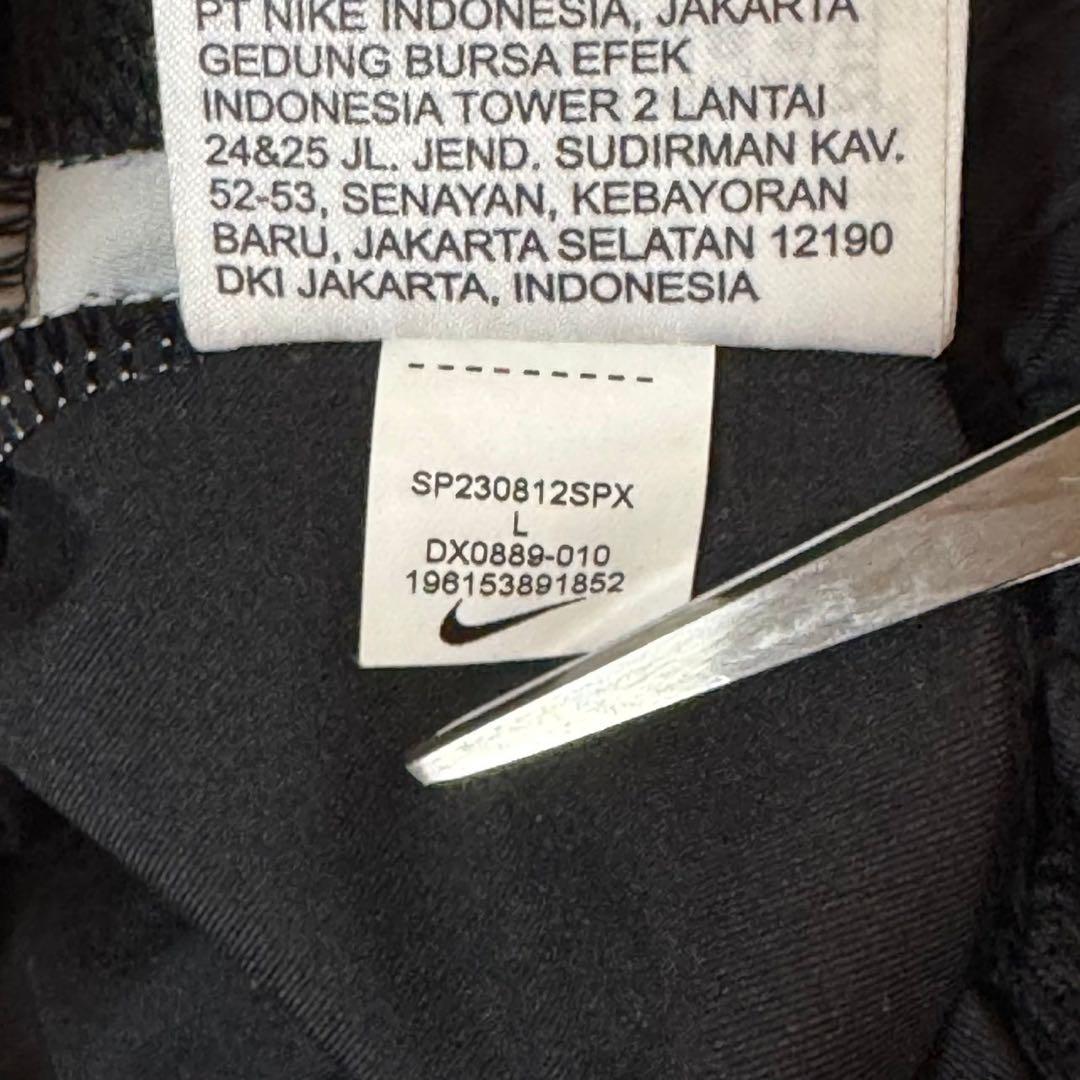 PT NIKE INDONESIA, JAKARTA
GEDUNG BURSA EFEK
INDONESIA TOWER 2 LANTAI
24&25 JL. JEND. SUDIRMAN KAV.
52-53, SENAYAN, KEBAYORAN
BARU, JAKARTA SELATAN 12190
DKI JAKARTA, INDONESIA
SP230812SPX
L
DX0889-010
196153891852